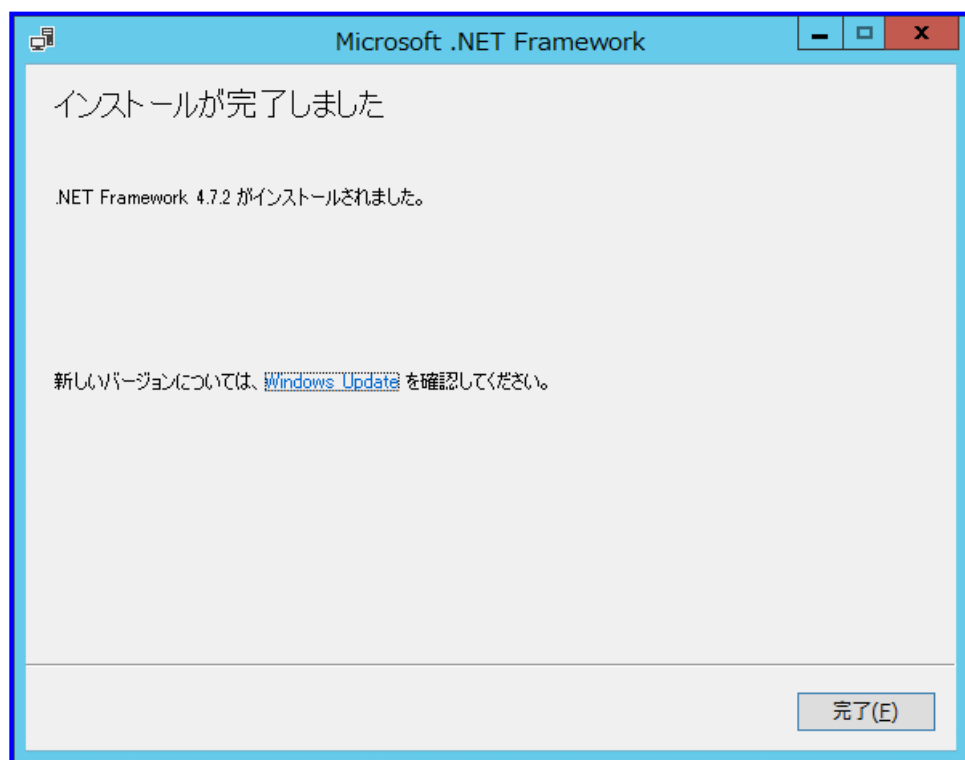 Microsoft .NET Framework
インストールが完了しました
.NET Framework 4.7.2 がインストールされました。
新しいバージョンについては、Windows Update を確認してください。
完了(F)